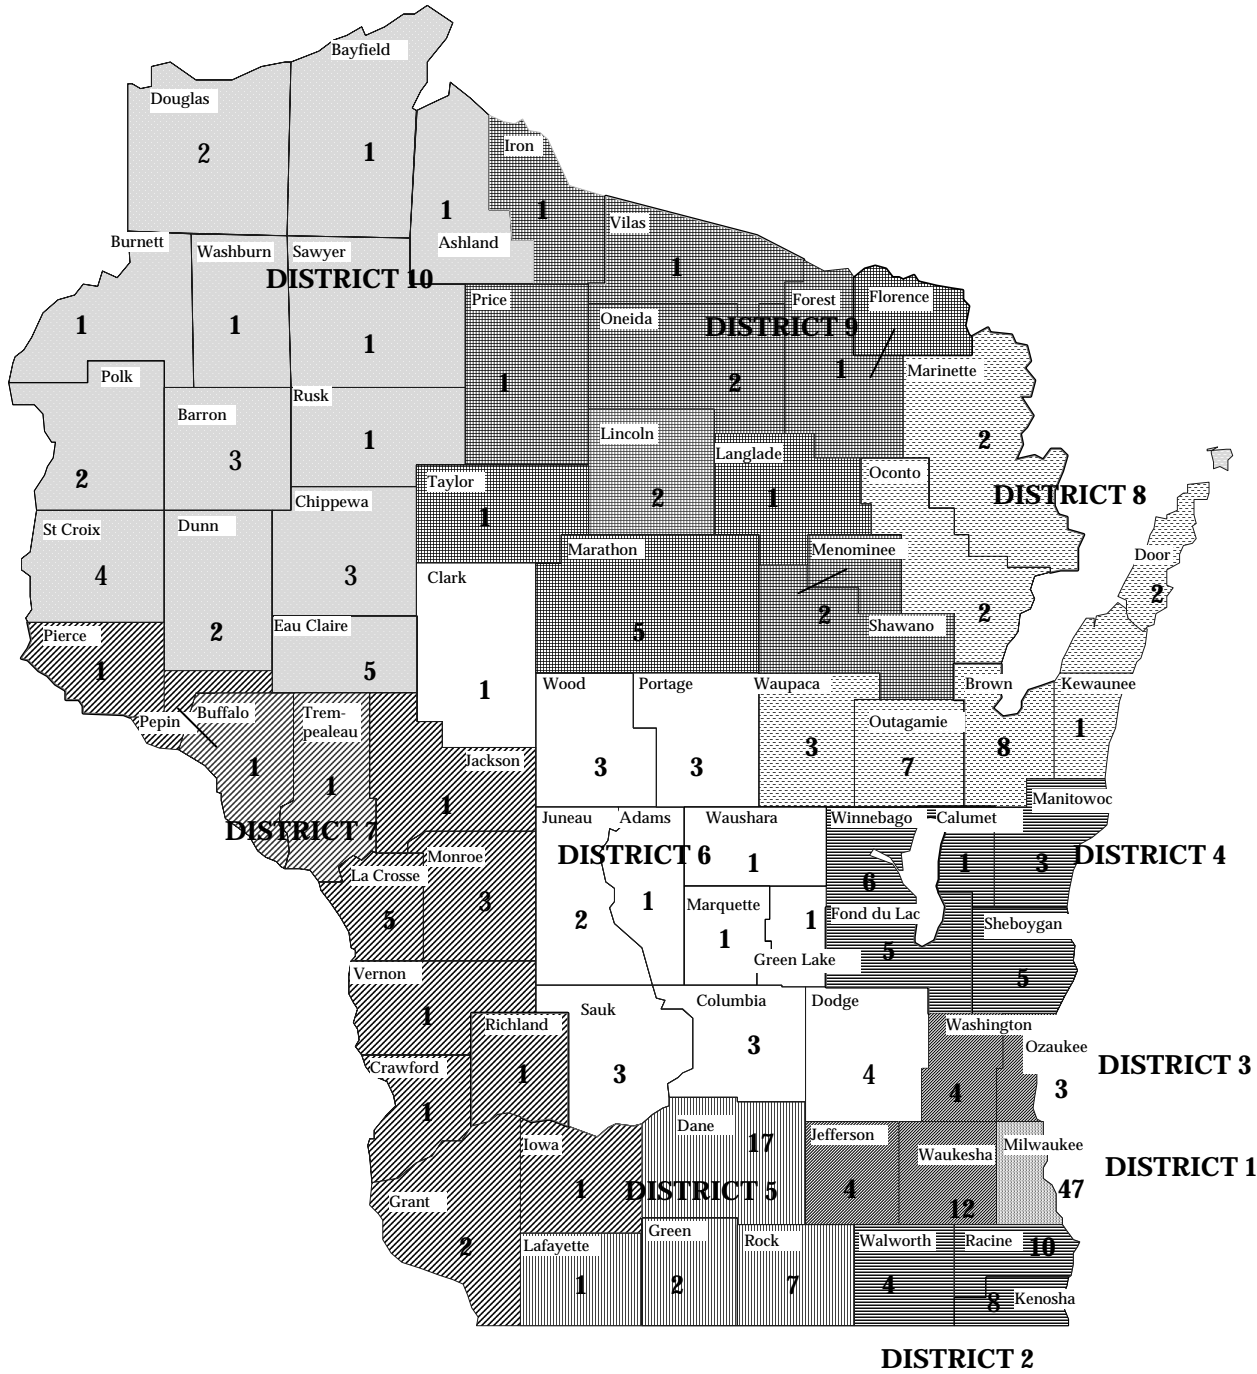 Bayfield
Douglas
2
1
Iron
1
1
Vilas
Burnett
Washburn
Sawyer
Ashland
DISTRICT 10
1
Price
Oneida
Forest
Florence
DISTRICT 9
1
1
1
Polk
1
2
1
Marinette
Barron
Rusk
3
1
Lincoln
2
Langlade
2
Taylor
2
1
Oconto
DISTRICT 8
Chippewa
1
St Croix
Dunn
Marathon
Menominee
Door
4
3
Clark
2
2
2
Eau Claire
2
5
Shawano
Pierce
1
5
1
Wood
Portage
Waupaca
Brown
Kewaunee
Pepin
Buffalo
Trem-
pealeau
Outagamie
1
1
1
Jackson
3
3
3
7
8
1
Manitowoc
DISTRICT 7
Juneau
Adams
Waushara
Winnebago
Calumet
Monroe
DISTRICT 6
1
1
3
DISTRICT 4
La Crosse
6
5
3
2
1
Marquette
1
1
Fond du Lac
Sheboygan
5
Green Lake
Vernon
5
1
Richland
Sauk
Columbia
Dodge
Washington
3
Ozaukee
Crawford
1
3
4
4
3
DISTRICT 3
1
Iowa
Dane
17
Jefferson
Waukesha
Milwaukee
DISTRICT 1
Grant
1
DISTRICT 5
4
12
47
2
Lafayette
Green
Rock
Walworth
Racine
10
1
2
7
4
8
Kenosha
DISTRICT 2